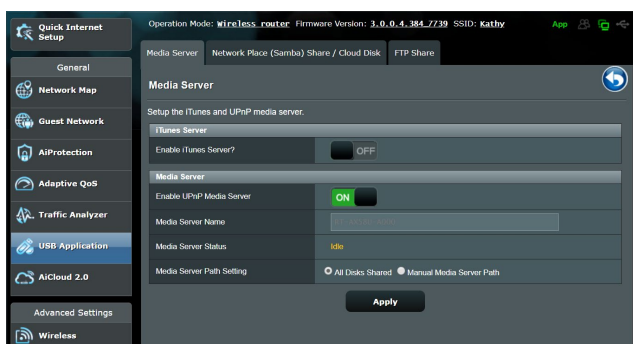 Quick Internet Setup
Operation Mode: Wireless router Firmware Version: 3.0.0.4.384_7739 SSID: Kathy
App
Media Server
Network Place (Samba) Share / Cloud Disk
FTP Share
General
Network Map
Guest Network
AiProtection
Adaptive QoS
Traffic Analyzer
USB Application
AiCloud 2.0
Advanced Settings
Wireless
Media Server
Setup the iTunes and UPnP media server.
iTunes Server
Enable iTunes Server?
OFF
Media Server
Enable UPnP Media Server
ON
Media Server Name
Media Server Status
Idle
Media Server Path Setting
All Disks Shared Manual Media Server Path
Apply